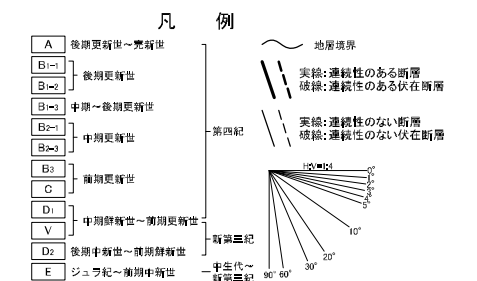 凡 例
A 後期更新世~完新世
B1-1
後期更新世
B1-2
B1-3 中期~後期更新世
B2-1
中期更新世
B2-3
B3
前期更新世
C
D1
中期鮮新世~前期更新世
V
D2 後期中新世~前期鮮新世
E ジュラ紀~前期中新世
第四紀
新第三紀
中生代~
新第三紀
地層境界
実線:連続性のある断層
破線:連続性のある伏在断層
実線:連続性のない断層
破線:連続性のない伏在断層
H:V=1:4
0°
1°
2°
3°
4°
5°
10°
20°
30°
60°
90°